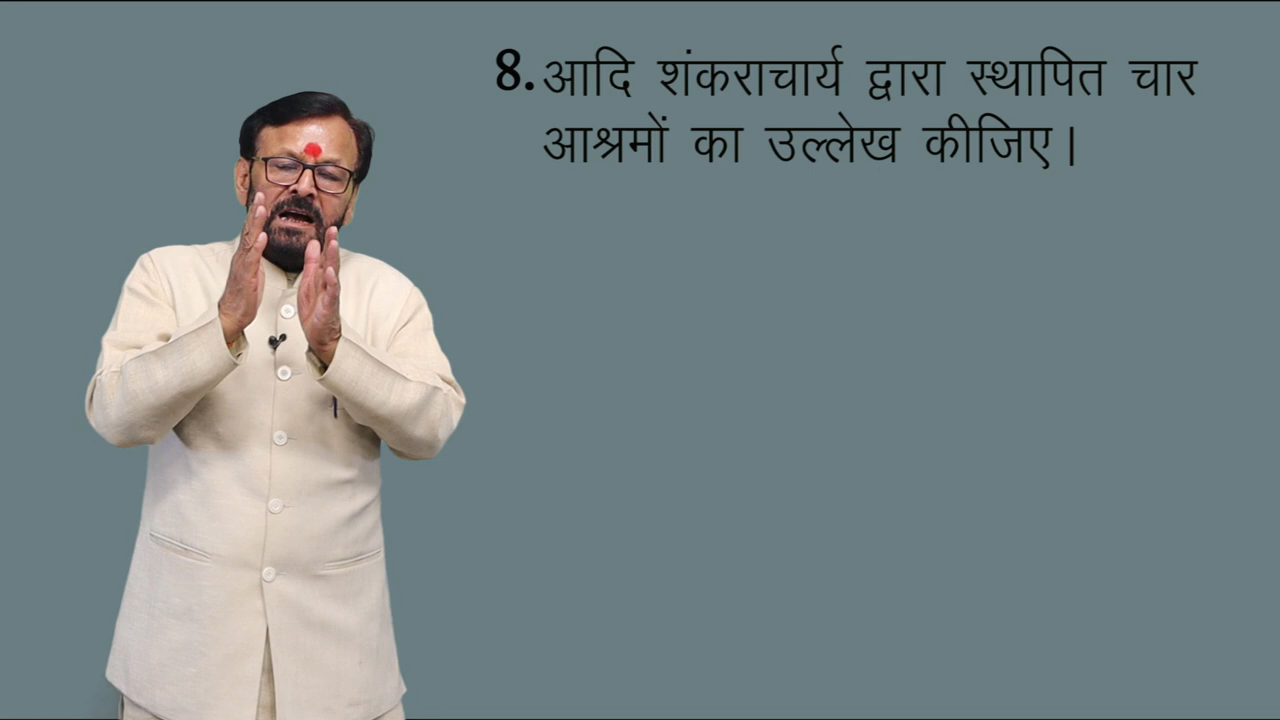 8. आदि शंकराचार्य द्वारा स्थापित चार
आश्रमों का उल्लेख कीजिए।